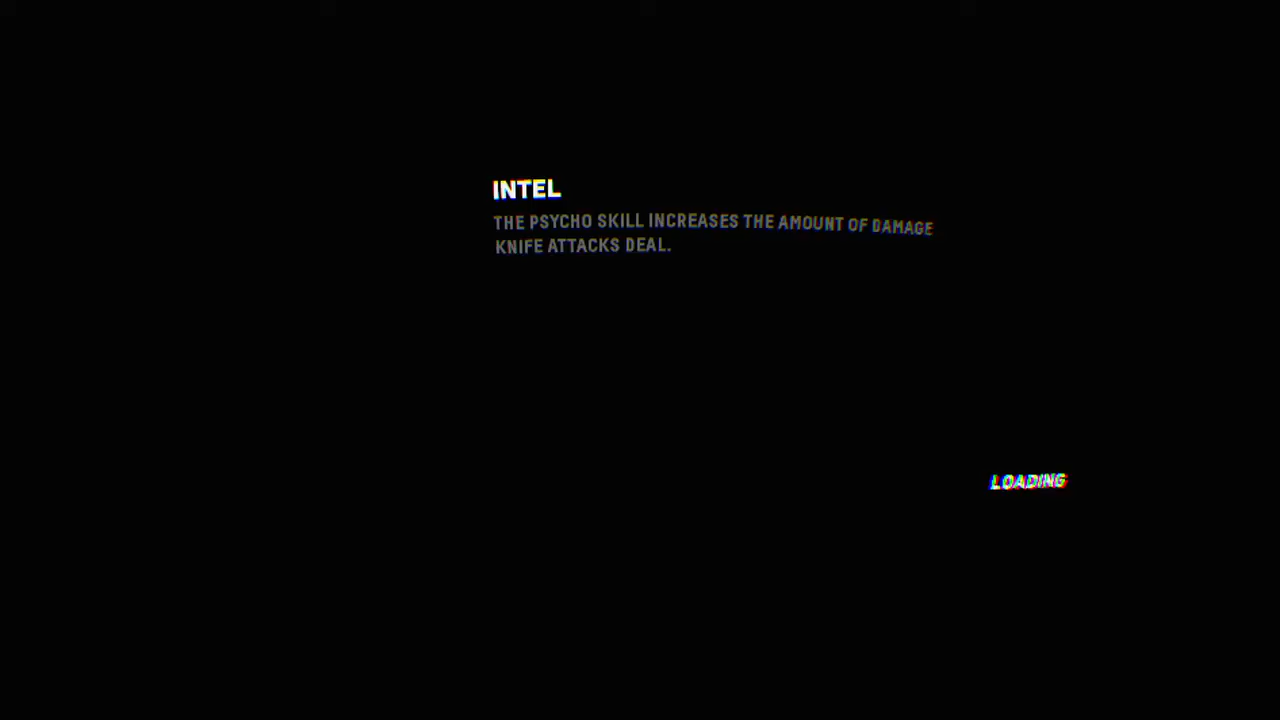 INTEL
THE PSYCHO SKILL INCREASES THE AMOUNT OF DAMAGE
KNIFE ATTACKS DEAL.
LOADING